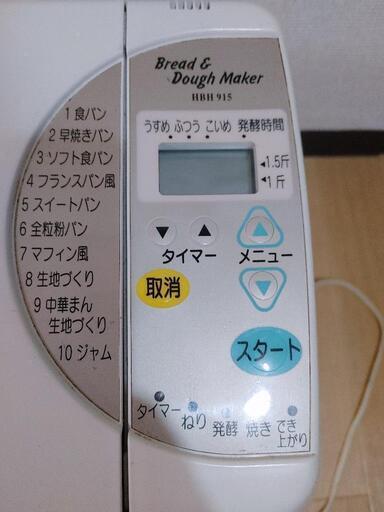 Bread &
Dough Maker
HBH 915
うすめ ふつう こいめ 発酵時間
◀1.5斤
◀1斤
▼ ▲ ▲
タイマー メニュー
取消
▼
スタート
タイマー ねり 発酵 焼き でき上がり
1 食パン
2 早焼きパン
3 ソフト食パン
4 フランスパン風
5 スイートパン
6 全粒粉パン
7 マフィン風
8 生地づくり
9 中華まん
生地づくり
10 ジャム